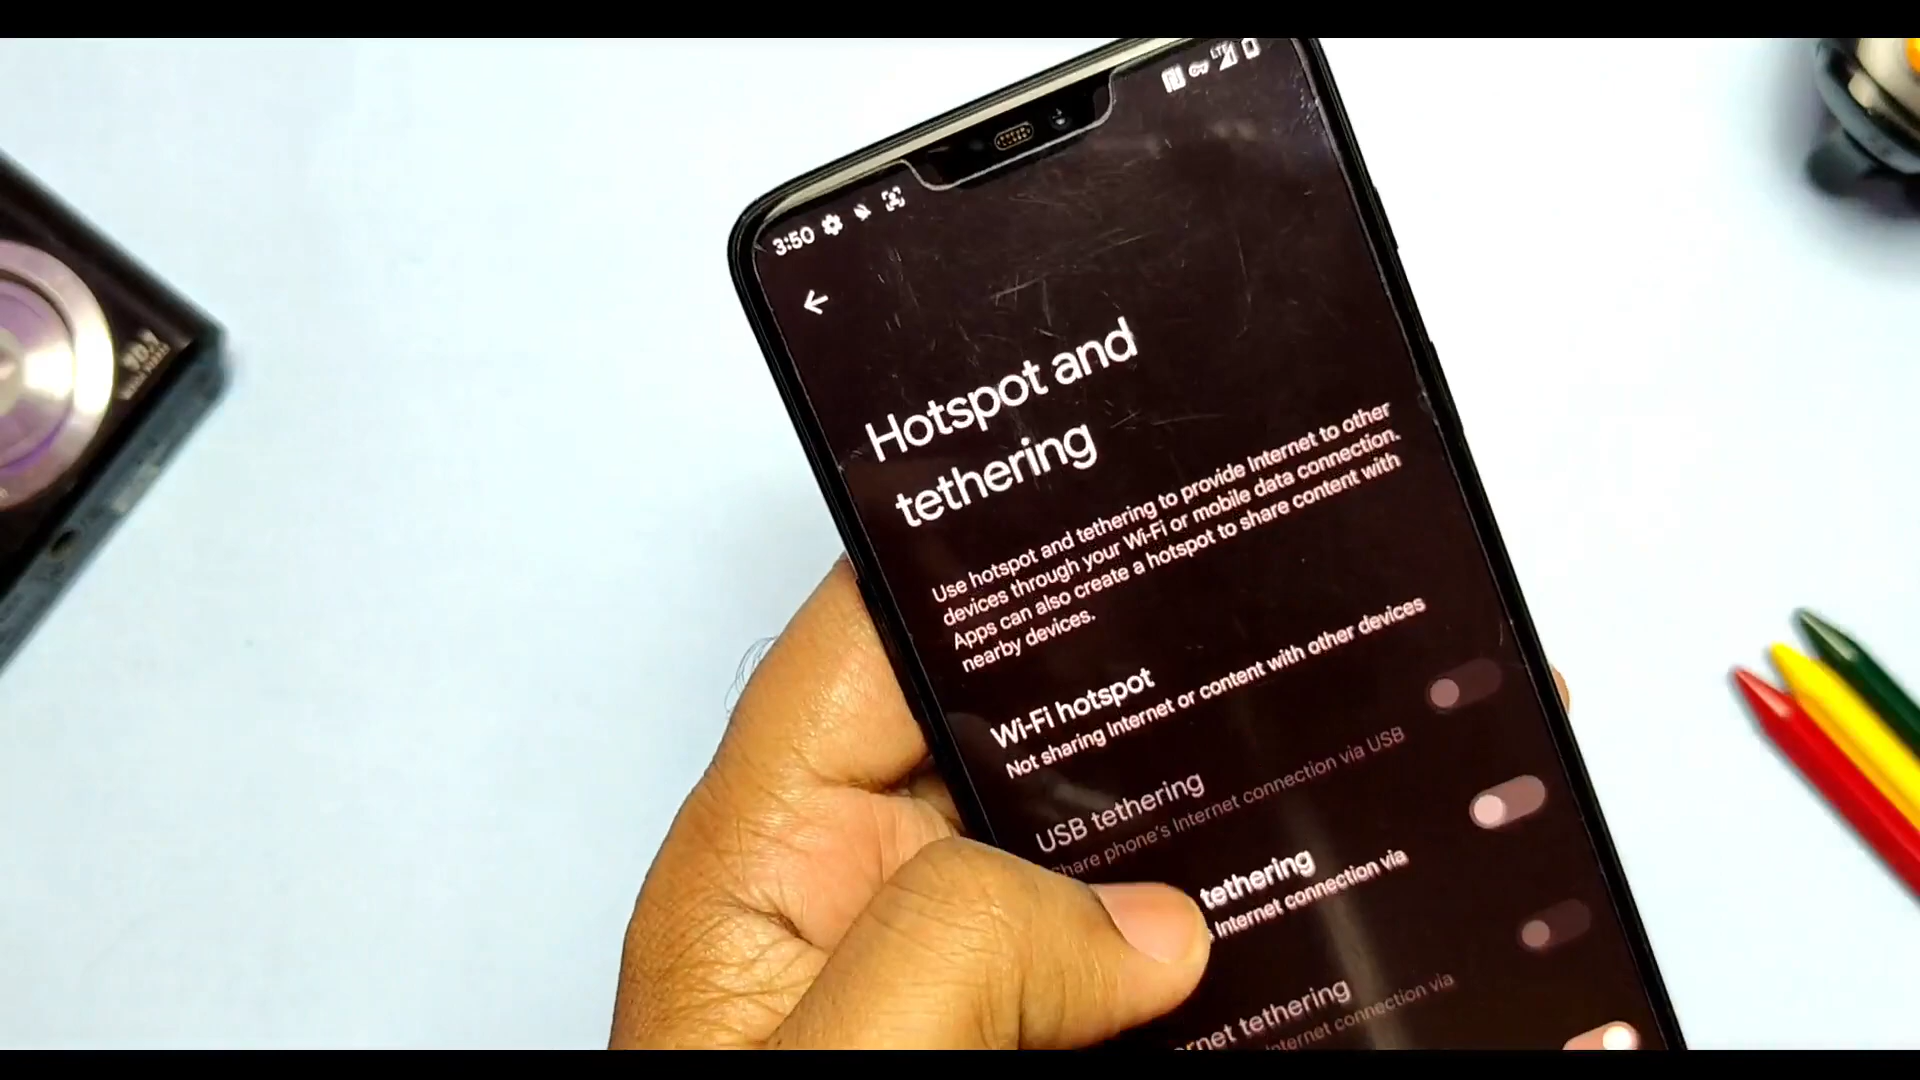 LTE
3:50
Hotspot and
tethering
Use hotspot and tethering to provide Internet to other
devices through your Wi-Fi or mobile data connection.
Apps can also create a hotspot to share content with
nearby devices.
Wi-Fi hotspot
Not sharing Internet or content with other devices
USB tethering
Share phone's Internet connection via USB
tethering
Internet connection via
rnet tethering
Internet connection via